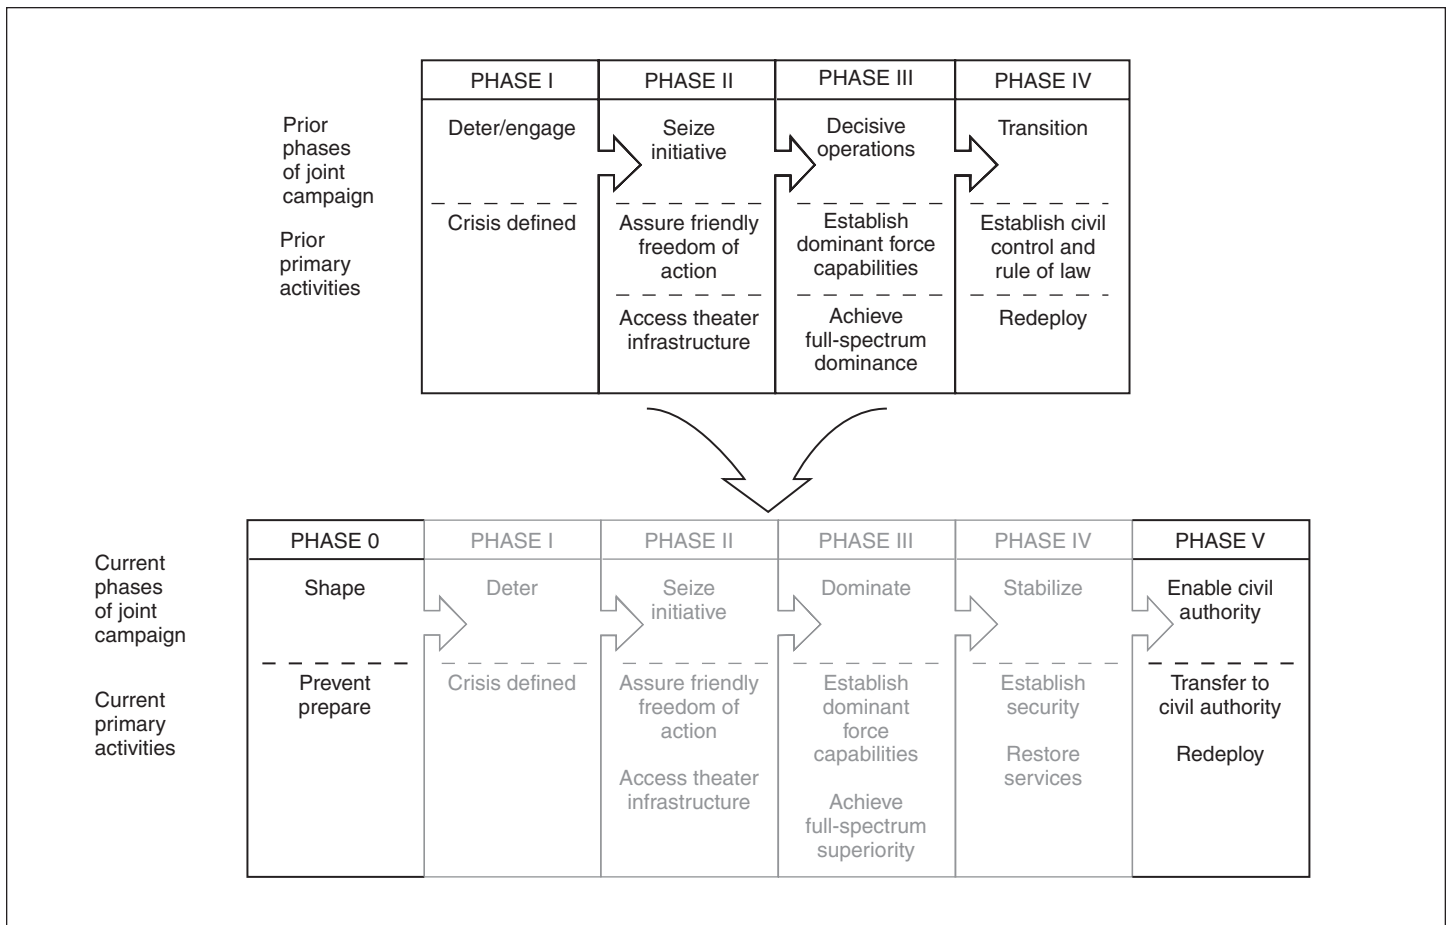 PHASE I
PHASE II
PHASE III
PHASE IV
Prior
phases
of joint
campaign
Deter/engage
Seize
initiative
Decisive
operations
Transition
Prior
primary
activities
Crisis defined
Assure friendly
freedom of
action
Establish
dominant force
capabilities
Establish civil
control and
rule of law
Access theater
infrastructure
Achieve
full-spectrum
dominance
Redeploy
PHASE 0
PHASE I
PHASE II
PHASE III
PHASE IV
PHASE V
Current
phases
of joint
campaign
Shape
Deter
Seize
initiative
Dominate
Stabilize
Enable civil
authority
Current
primary
activities
Prevent
prepare
Crisis defined
Assure friendly
freedom of
action
Access theater
infrastructure
Establish
dominant
force
capabilities
Achieve
full-spectrum
superiority
Establish
security
Restore
services
Transfer to
civil authority
Redeploy